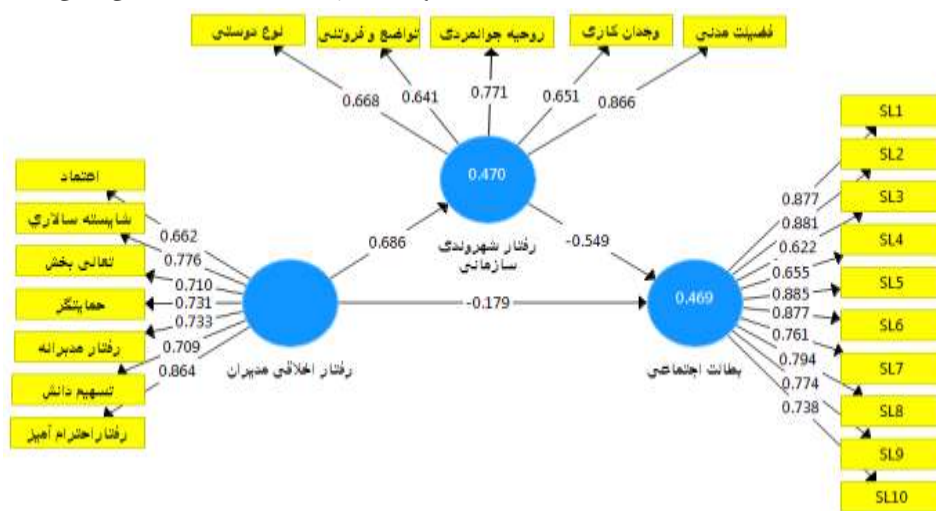 نوع دوستی
تواضع و فروتنی
روحیه جوانمردی
وجدان کاری
فضیلت مدنی
0.668
0.641
0.771
0.651
0.866
0.470
رفتار شهروندی
سازمانی
اعتماد
شایسته سالاری
تعالی بخش
حمایتگر
رفتار مدبرانه
تسهیم دانش
رفتار احترام آمیز
0.662
0.776
0.710
0.731
0.733
0.709
0.864
رفتار اخلاقی مدیران
0.686
-0.549
-0.179
0.469
بطالت اجتماعی
0.877
0.881
0.622
0.655
0.885
0.877
0.761
0.794
0.774
0.738
SL1
SL2
SL3
SL4
SL5
SL6
SL7
SL8
SL9
SL10